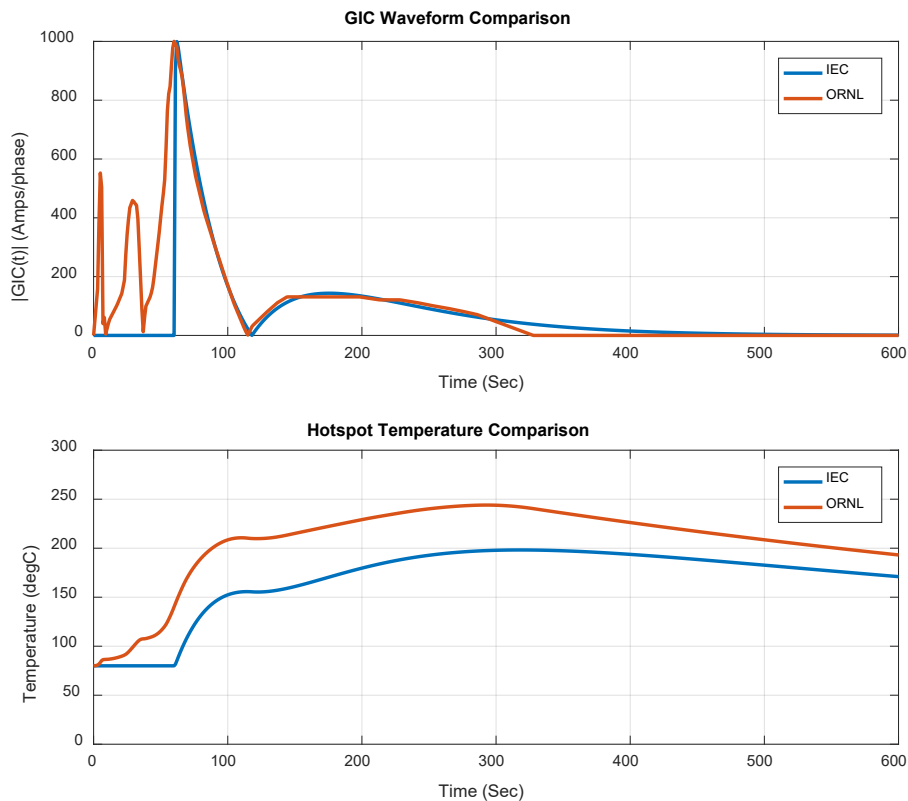 GIC Waveform Comparison
1000
800
600
400
200
0
|GIC(t)| (Amps/phase)
IEC
ORNL
0 100 200 300 400 500 600
Time (Sec)
Hotspot Temperature Comparison
300
250
200
150
100
50
0
Temperature (degC)
IEC
ORNL
0 100 200 300 400 500 600
Time (Sec)